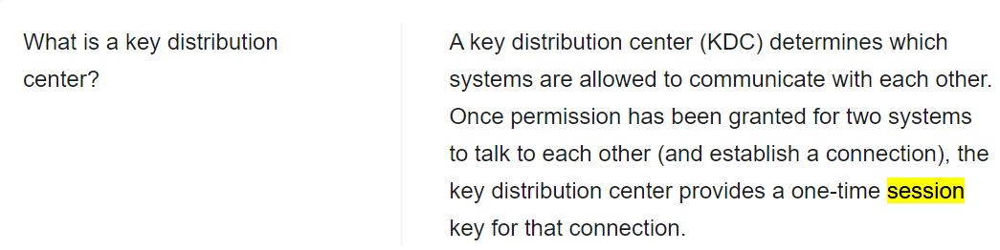 What is a key distribution
center?
A key distribution center (KDC) determines which
systems are allowed to communicate with each other.
Once permission has been granted for two systems
to talk to each other (and establish a connection), the
key distribution center provides a one-time session
key for that connection.